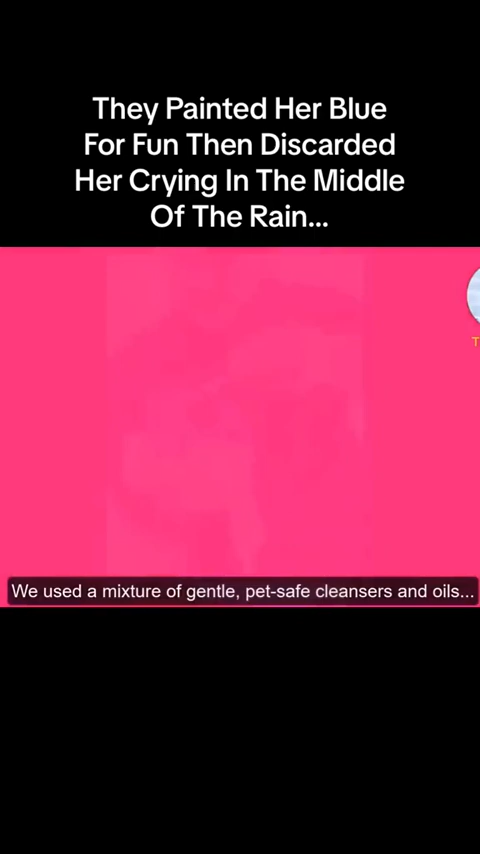 They Painted Her Blue
For Fun Then Discarded
Her Crying In The Middle
Of The Rain...
T
We used a mixture of gentle, pet-safe cleansers and oils...